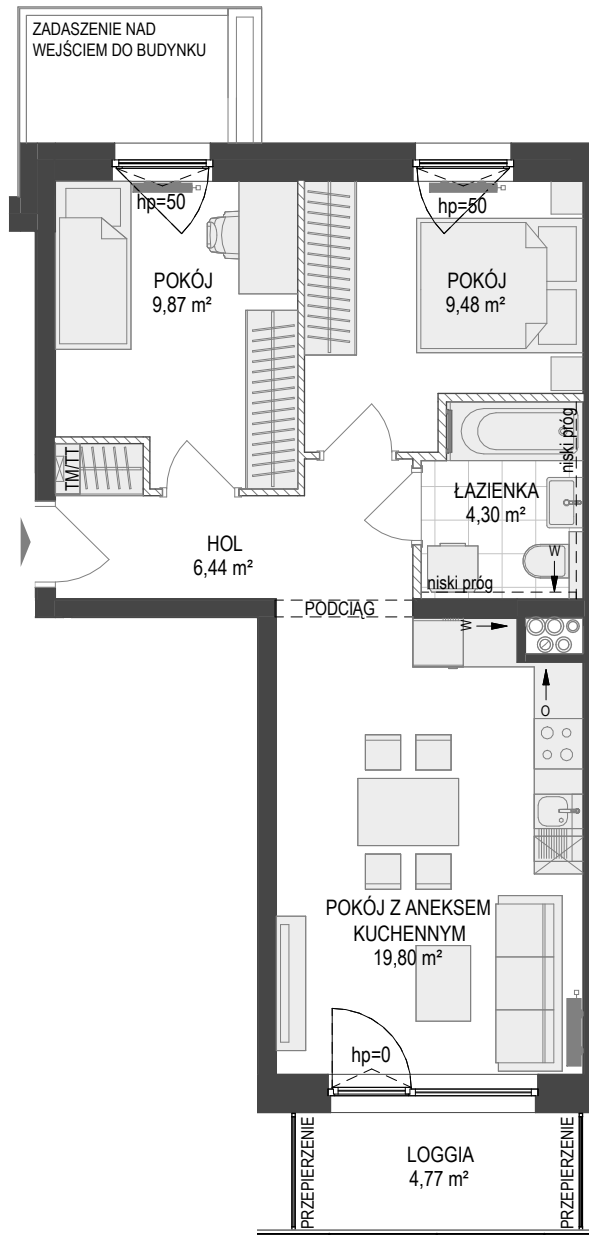 ZADASZENIE NAD
WEJŚCIEM DO BUDYNKU
hp=50
hp=50
POKÓJ
9,87 m²
POKÓJ
9,48 m²
niski próg
TM/TT
ŁAZIENKA
4,30 m²
HOL
6,44 m²
W
niski próg
PODCIĄG
W
O
POKÓJ Z ANEKSEM
KUCHENNYM
19,80 m²
hp=0
PRZEPIERZENIE
LOGGIA
4,77 m²
PRZEPIERZENIE